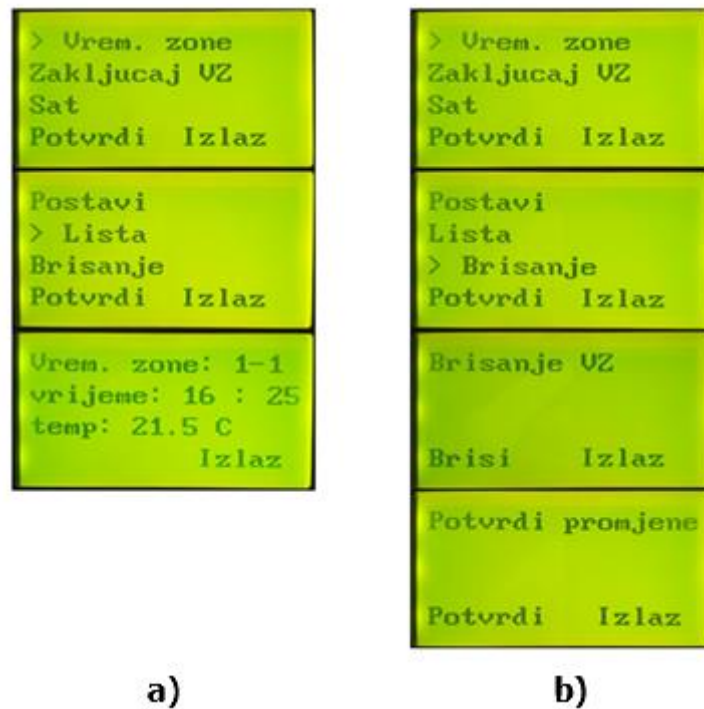 > Vrem. zone
Zakljucaj VZ
Sat
Potvrdi Izlaz
Postavi
> Lista
Brisanje
Potvrdi Izlaz
Vrem. zone: 1-1
vrijeme: 16 : 25
temp: 21.5 C
Izlaz
a)
> Vrem. zone
Zakljucaj VZ
Sat
Potvrdi Izlaz
Postavi
Lista
> Brisanje
Potvrdi Izlaz
Brisanje VZ
Brisi Izlaz
Potvrdi promjene
Potvrdi Izlaz
b)